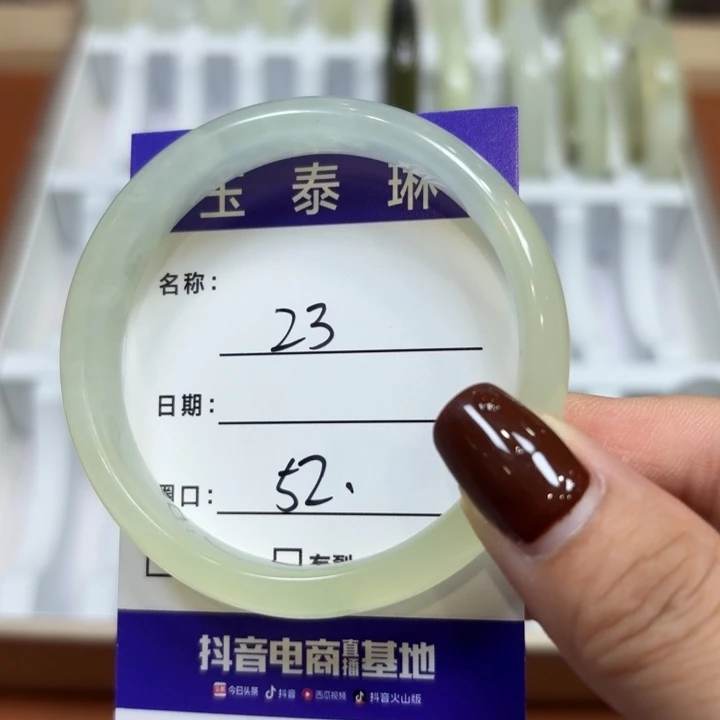 玉泰琳
名称: 23
日期:
圈口: 52.
抖音电商直播基地
今日头条 抖音 西瓜视频 抖音火山版